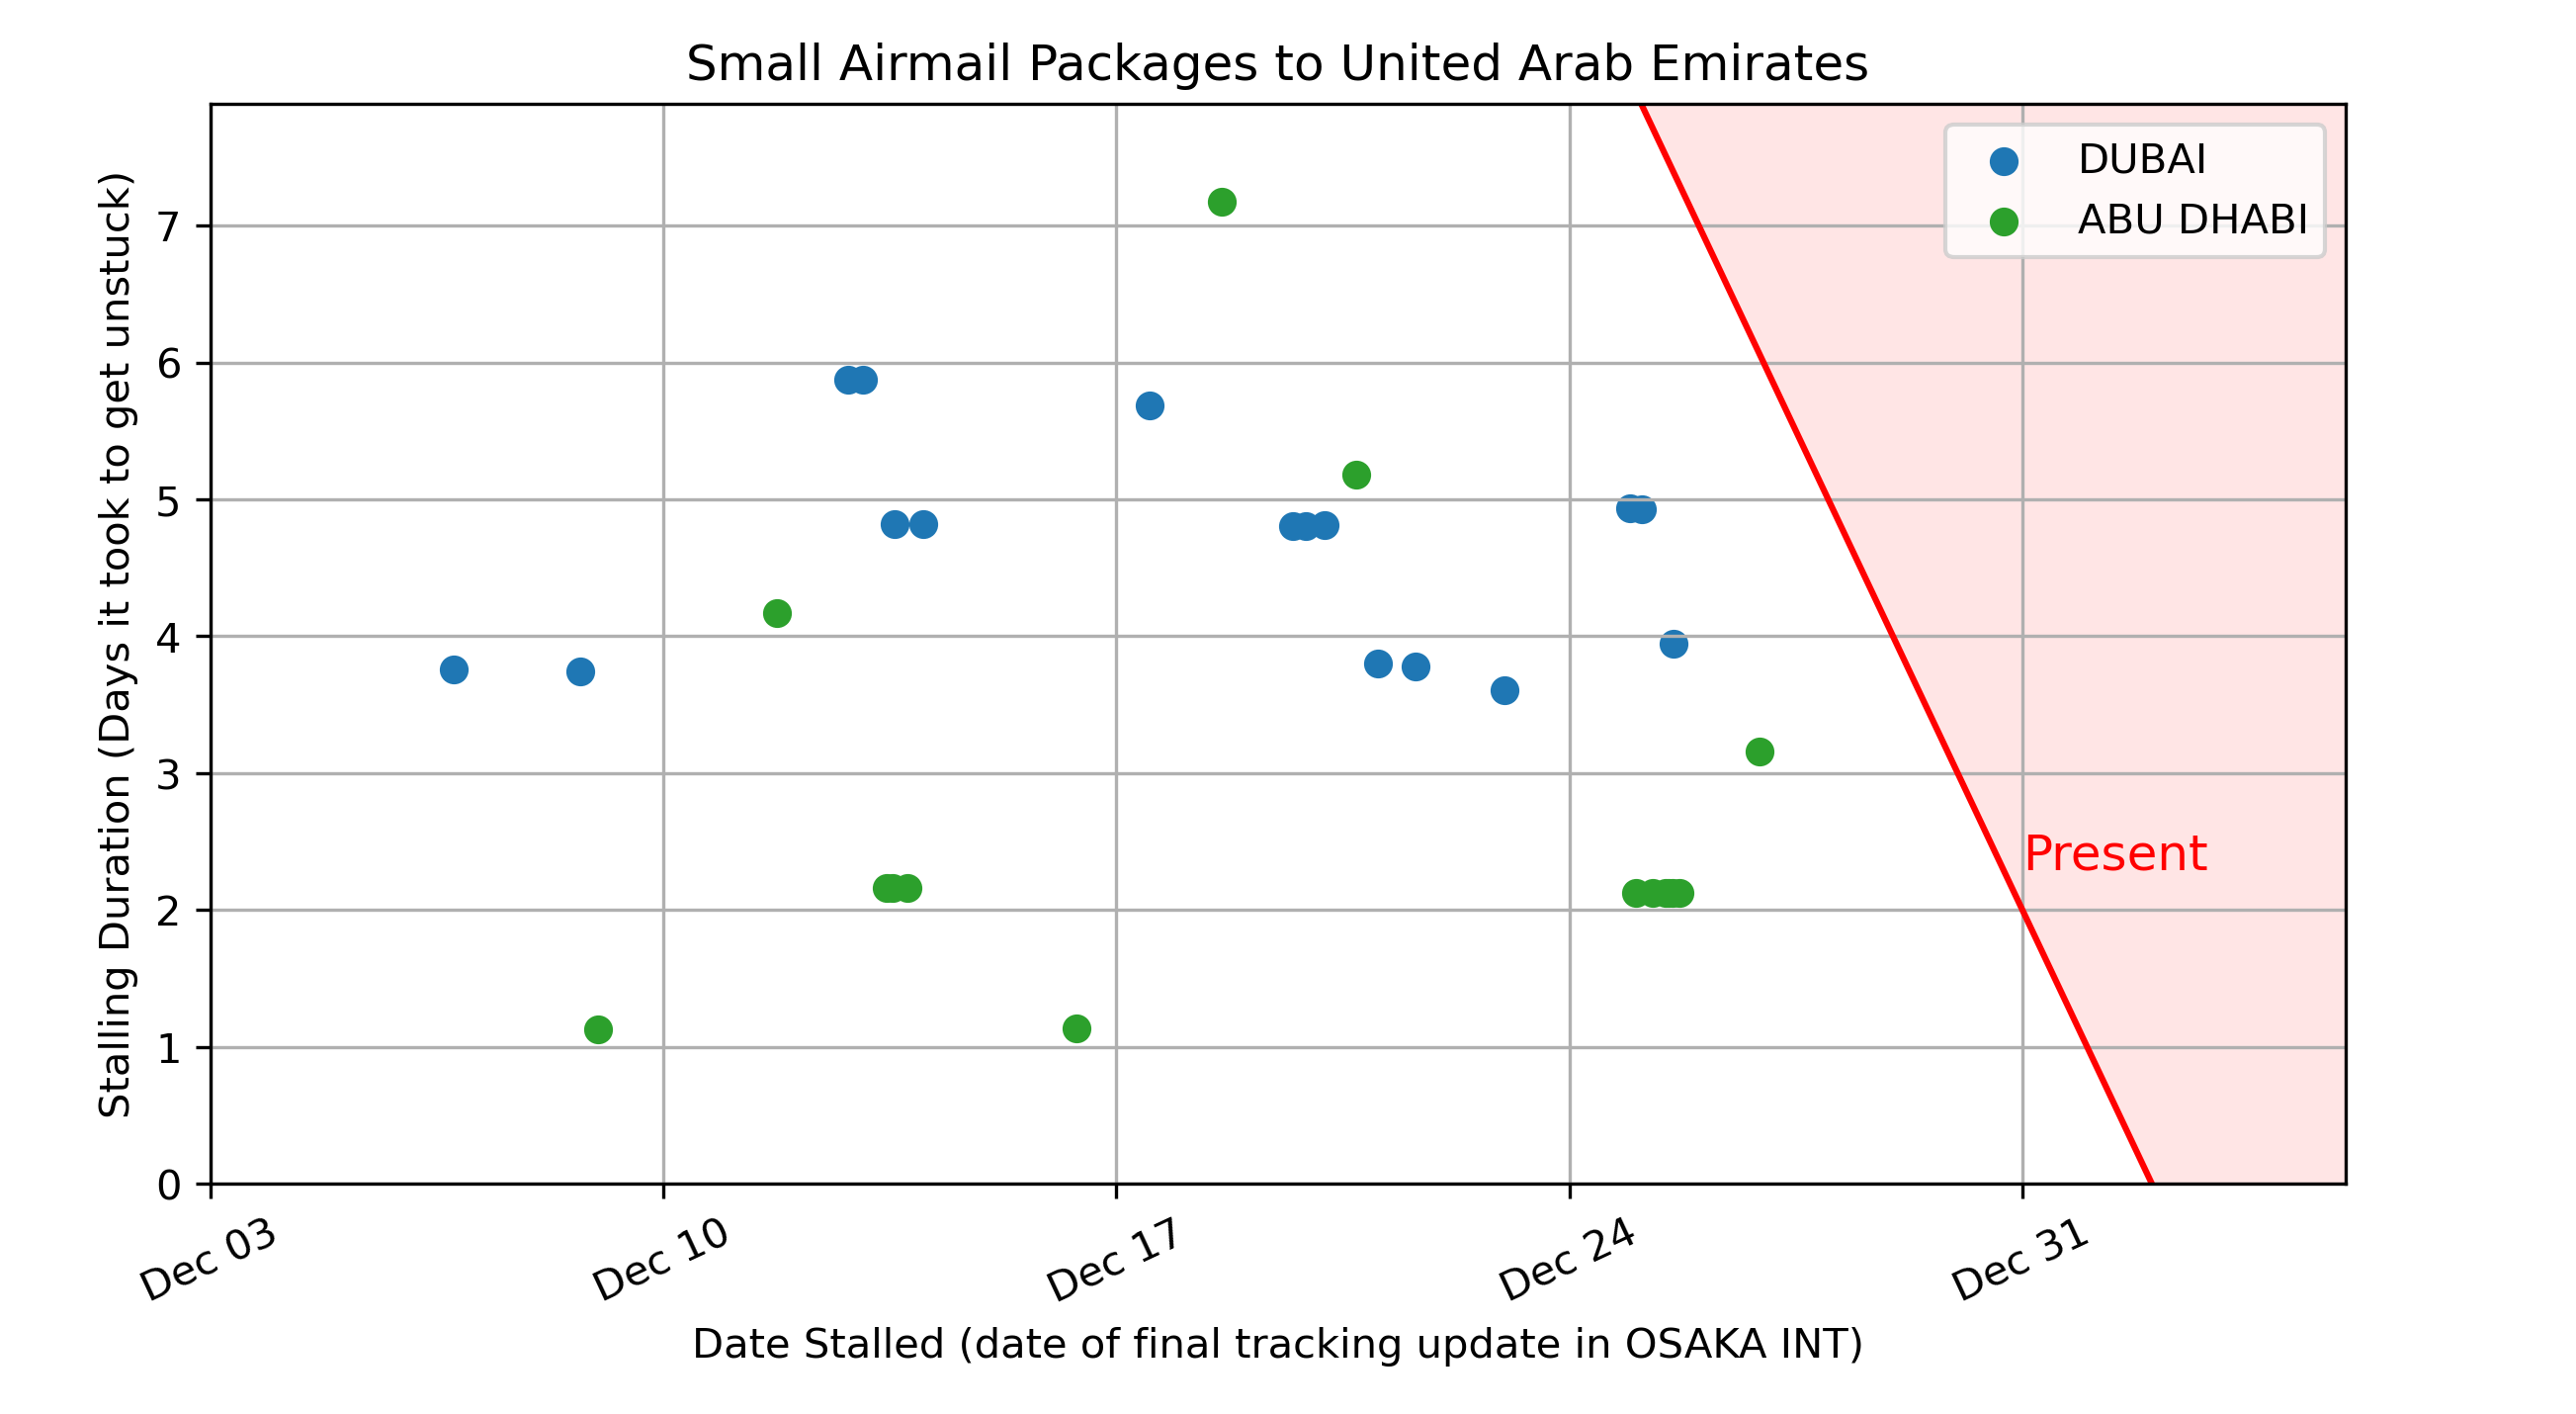 Small Airmail Packages to United Arab Emirates
DUBAI
ABU DHABI
Stalling Duration (Days it took to get unstuck)
7
6
5
4
3
2
1
0
Present
Dec 03
Dec 10
Dec 17
Dec 24
Dec 31
Date Stalled (date of final tracking update in OSAKA INT)